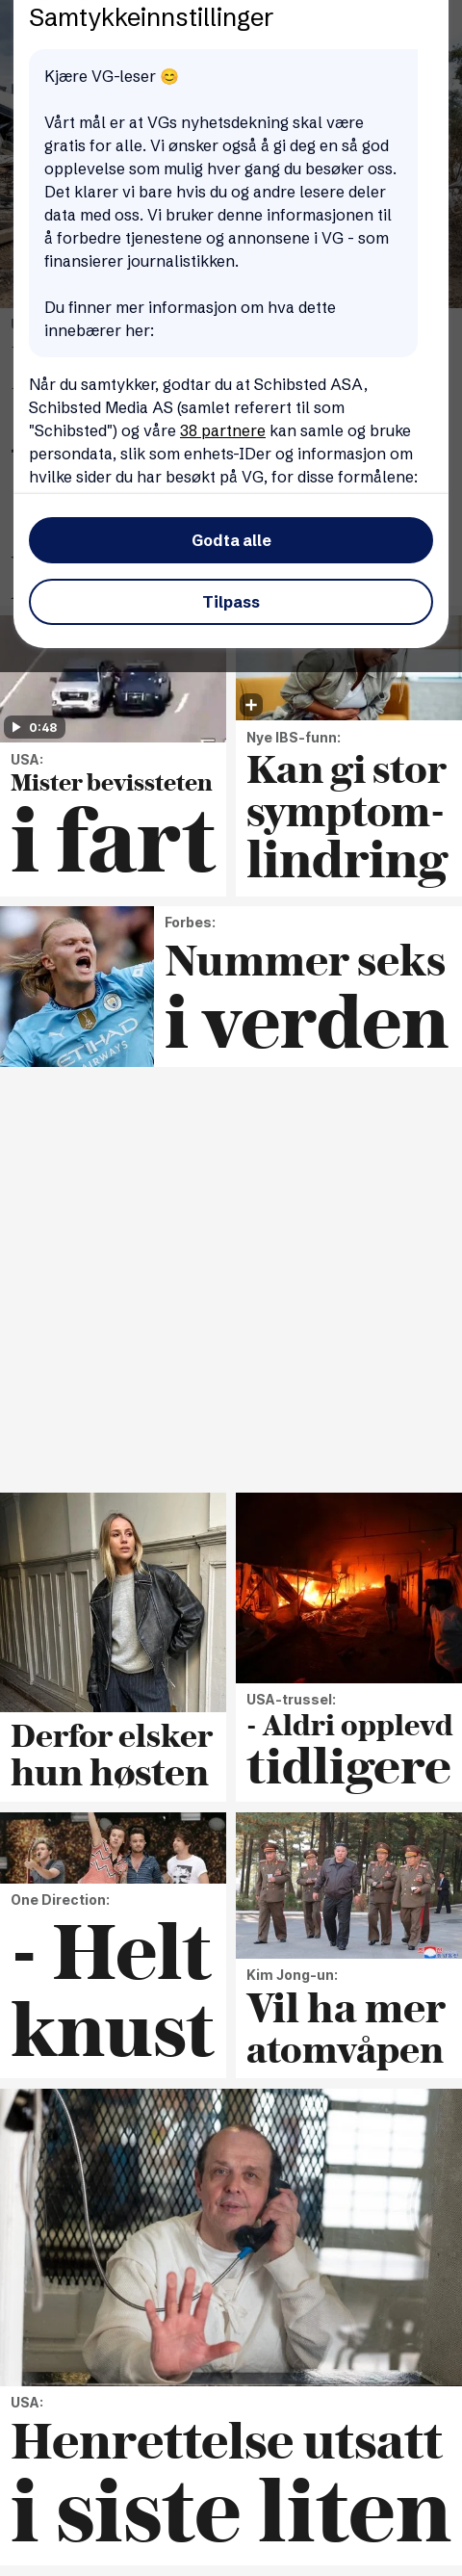 Samtykkeinnstillinger
Kjære VG-leser 😊
Vårt mål er at VGs nyhetsdekning skal være
gratis for alle. Vi ønsker også å gi deg en så god
opplevelse som mulig hver gang du besøker oss.
Det klarer vi bare hvis du og andre lesere deler
data med oss. Vi bruker denne informasjonen til
å forbedre tjenestene og annonsene i VG - som
finansierer journalistikken.
Du finner mer informasjon om hva dette
innebærer her:
Når du samtykker, godtar du at Schibsted ASA,
Schibsted Media AS (samlet referert til som
"Schibsted") og våre 38 partnere kan samle og bruke
persondata, slik som enhets-IDer og informasjon om
hvilke sider du har besøkt på VG, for disse formålene:
Godta alle
Tilpass
0:48
USA:
Mister bevissteten
i fart
Nye IBS-funn:
Kan gi stor
symptom-
lindring
Forbes:
Nummer seks
i verden
ETIHAD
AIRWAYS
Derfor elsker
hun høsten
USA-trussel:
- Aldri opplevd
tidligere
One Direction:
- Helt
knust
Kim Jong-un:
Vil ha mer
atomvåpen
USA:
Henrettelse utsatt
i siste liten